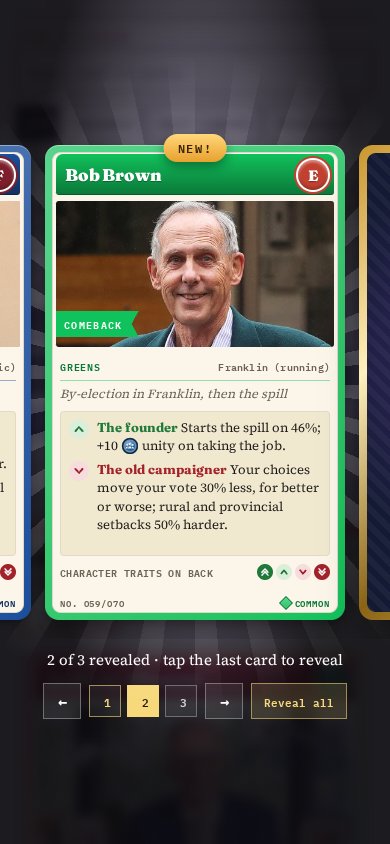 NEW!
Bob Brown
E
COMEBACK
GREENS
Franklin (running)
By-election in Franklin, then the spill
The founder Starts the spill on 46%;
+10 unity on taking the job.
The old campaigner Your choices
move your vote 30% less, for better
or worse; rural and provincial
setbacks 50% harder.
CHARACTER TRAITS ON BACK
NO. 059/070
COMMON
F
ic)
r.
l
MON
2 of 3 revealed · tap the last card to reveal
← 1 2 3 → Reveal all